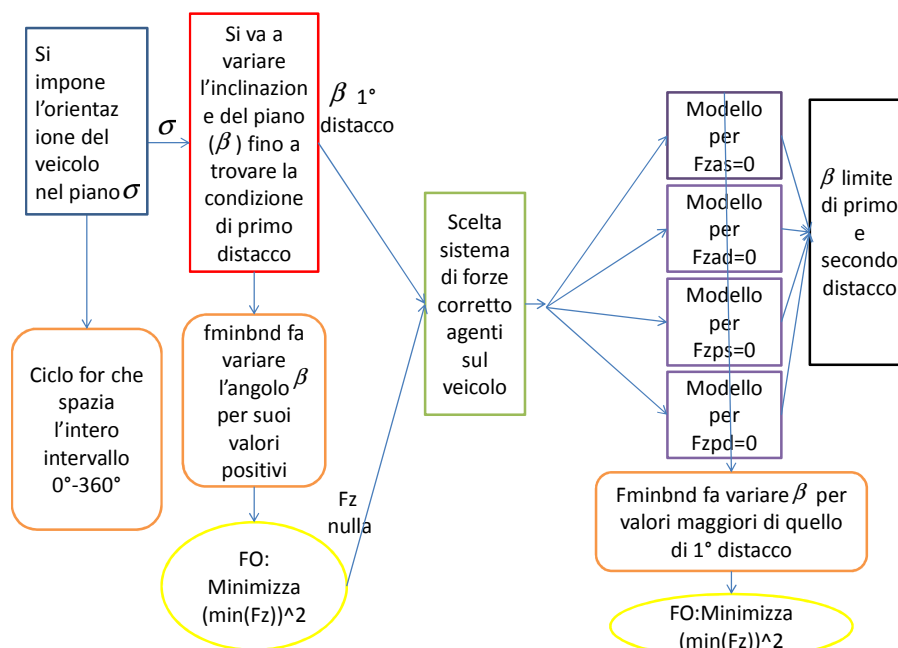 Si
impone
l'orientaz
ione del
veicolo
nel piano σ
σ
Si va a
variare
l'inclinazion
e del piano
(β) fino a
trovare la
condizione
di primo
distacco
β 1°
distacco
Ciclo for che
spazia
l'intero
intervallo
0°-360°
fminbnd fa
variare
l'angolo β
per suoi
valori
positivi
FO:
Minimizza
(min(Fz))^2
Fz
nulla
Scelta
sistema
di forze
corretto
agenti
sul
veicolo
Modello
per
Fzas=0
Modello
per
Fzad=0
Modello
per
Fzps=0
Modello
per
Fzpd=0
β limite
di primo
e
secondo
distacco
Fminbnd fa variare β per
valori maggiori di quello
di 1° distacco
FO:Minimizza
(min(Fz))^2